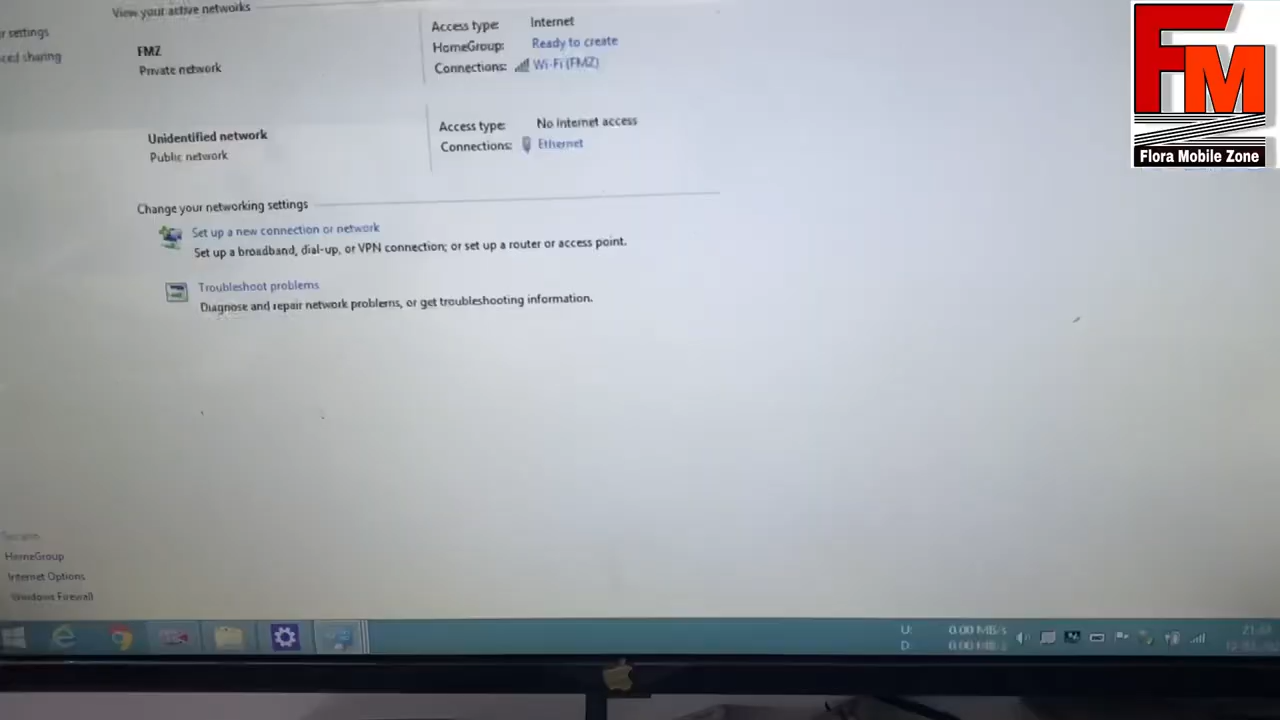 View your active networks
r settings
ced sharing
FMZ
Private network
Access type: Internet
HomeGroup: Ready to create
Connections: Wi-Fi (FMZ)
Unidentified network
Public network
Access type: No Internet access
Connections: Ethernet
Change your networking settings
Set up a new connection or network
Set up a broadband, dial-up, or VPN connection; or set up a router or access point.
Troubleshoot problems
Diagnose and repair network problems, or get troubleshooting information.
HomeGroup
Internet Options
Windows Firewall
U: 0.00 MB/s
D: 0.00 MB/s
FM
Flora Mobile Zone